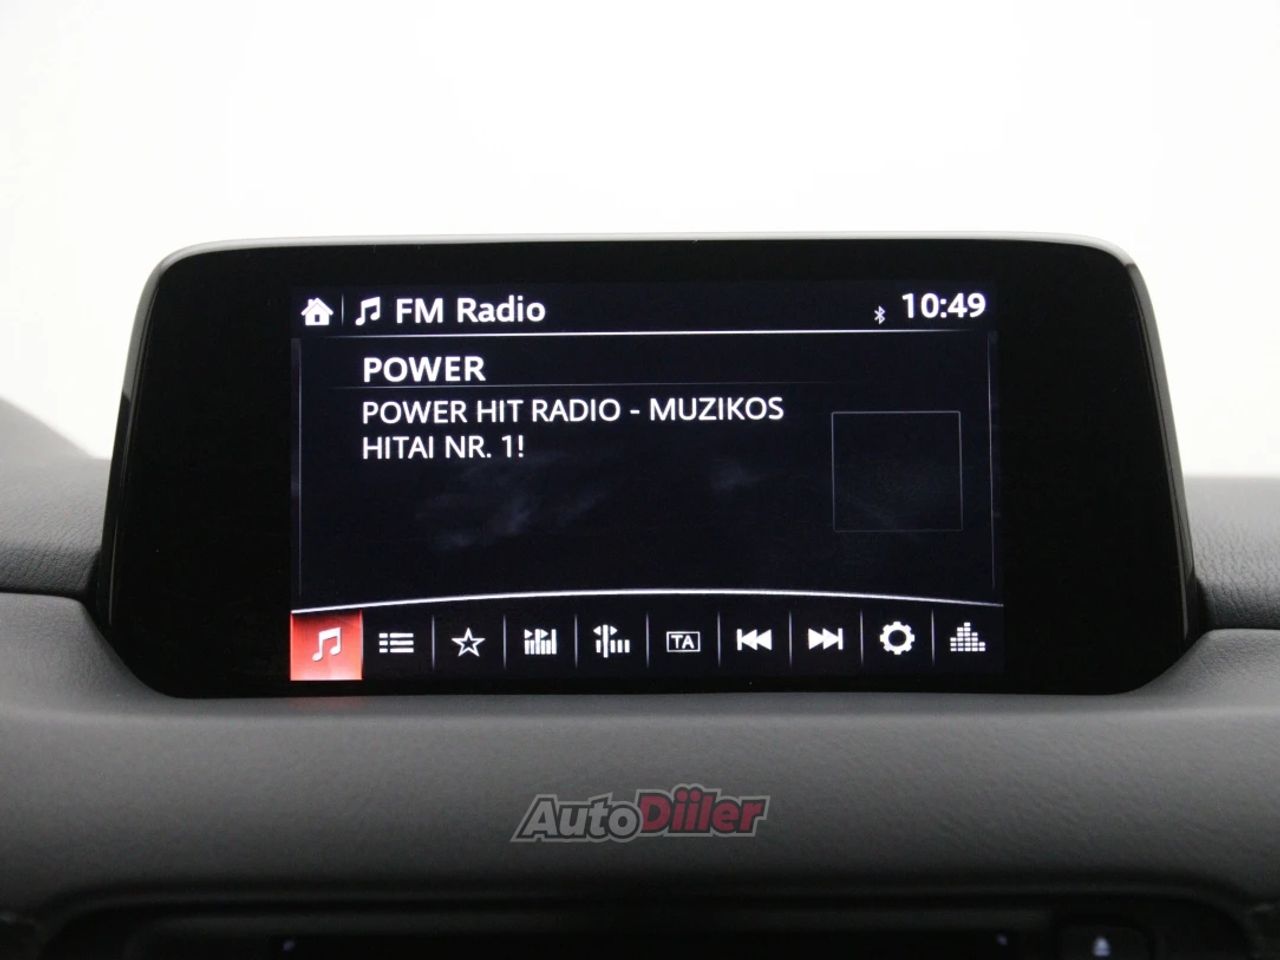 FM Radio
10:49
POWER
POWER HIT RADIO - MUZIKOS
HITAI NR. 1!
TA
AutoDiiler